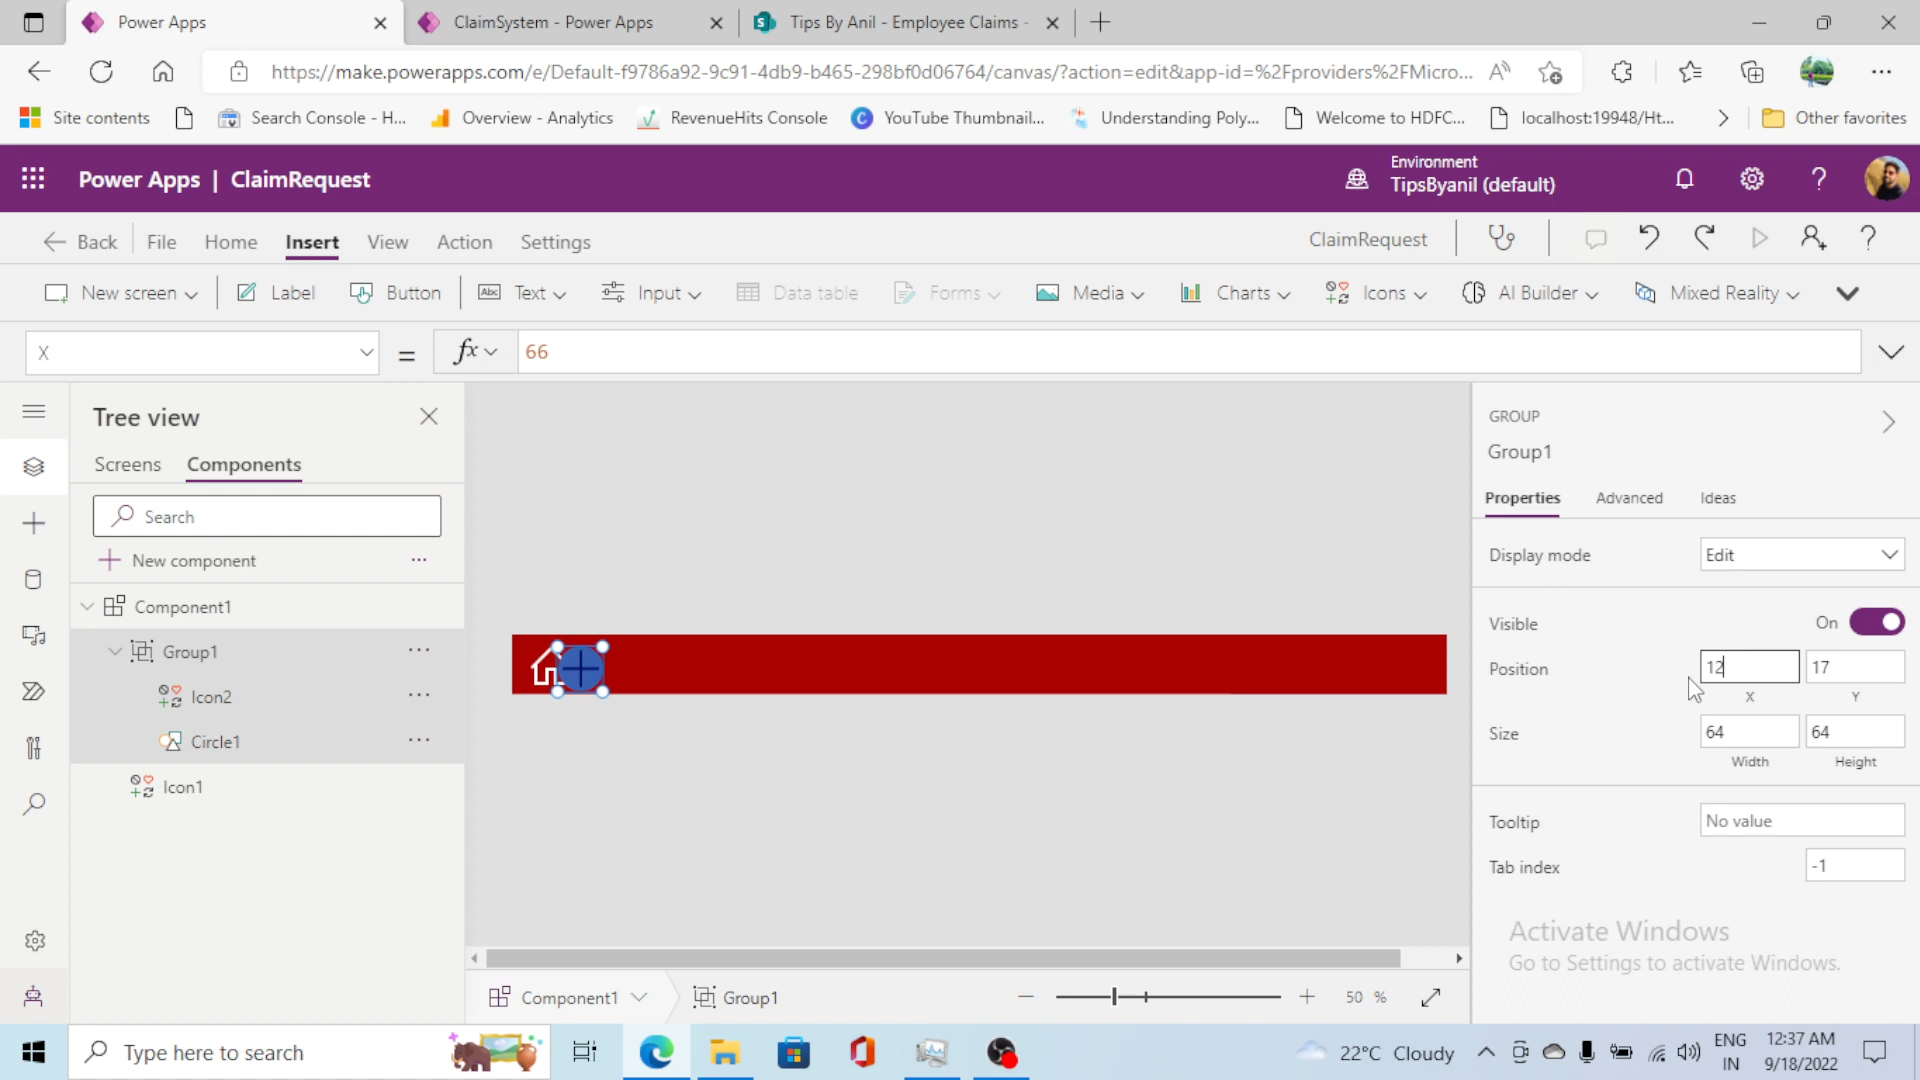 Power Apps
ClaimSystem - Power Apps
Tips By Anil - Employee Claims -
https://make.powerapps.com/e/Default-f9786a92-9c91-4db9-b465-298bf0d06764/canvas/?action=edit&app-id=%2Fproviders%2FMicro...
Site contents
Search Console - H...
Overview - Analytics
RevenueHits Console
YouTube Thumbnail...
Understanding Poly...
Welcome to HDFC...
localhost:19948/Ht...
Other favorites
Power Apps | ClaimRequest
Environment
TipsByanil (default)
Back
File
Home
Insert
View
Action
Settings
ClaimRequest
New screen
Label
Button
Text
Input
Data table
Forms
Media
Charts
Icons
AI Builder
Mixed Reality
X
=
fx
66
Tree view
Screens
Components
Search
New component
Component1
Group1
Icon2
Circle1
Icon1
GROUP
Group1
Properties
Advanced
Ideas
Display mode
Edit
Visible
On
Position
12
17
X
Y
Size
64
64
Width
Height
Tooltip
No value
Tab index
-1
Activate Windows
Go to Settings to activate Windows.
Component1
Group1
50 %
Type here to search
22°C Cloudy
ENG
IN
12:37 AM
9/18/2022